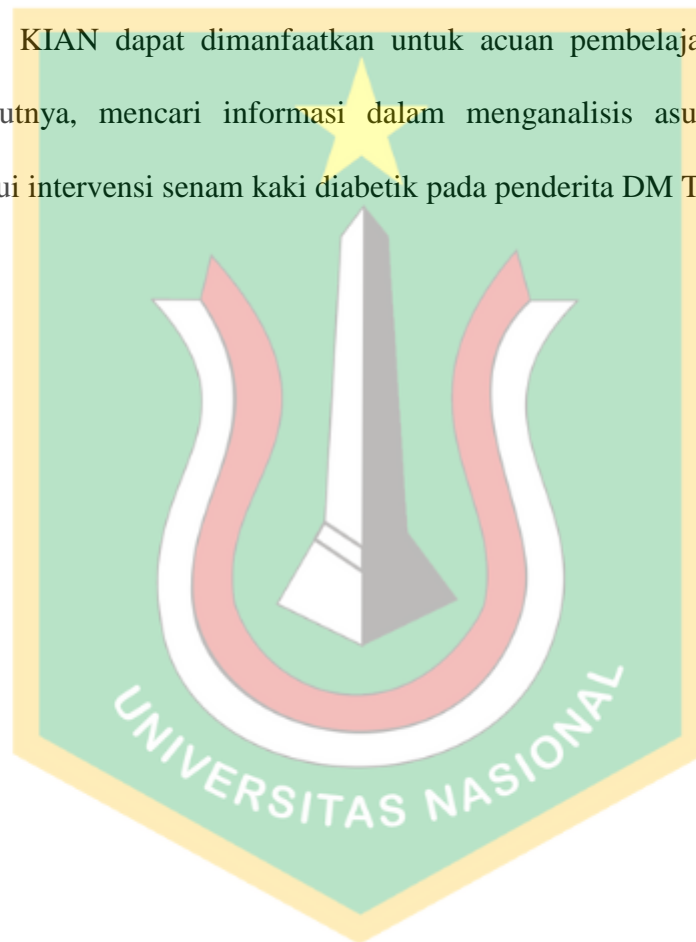 KIAN dapat dimanfaatkan untuk acuan pembelaja
utnya, mencari informasi dalam menganalisis asu
ui intervensi senam kaki diabetik pada penderita DM T
UNIVERSITAS NASIONAL